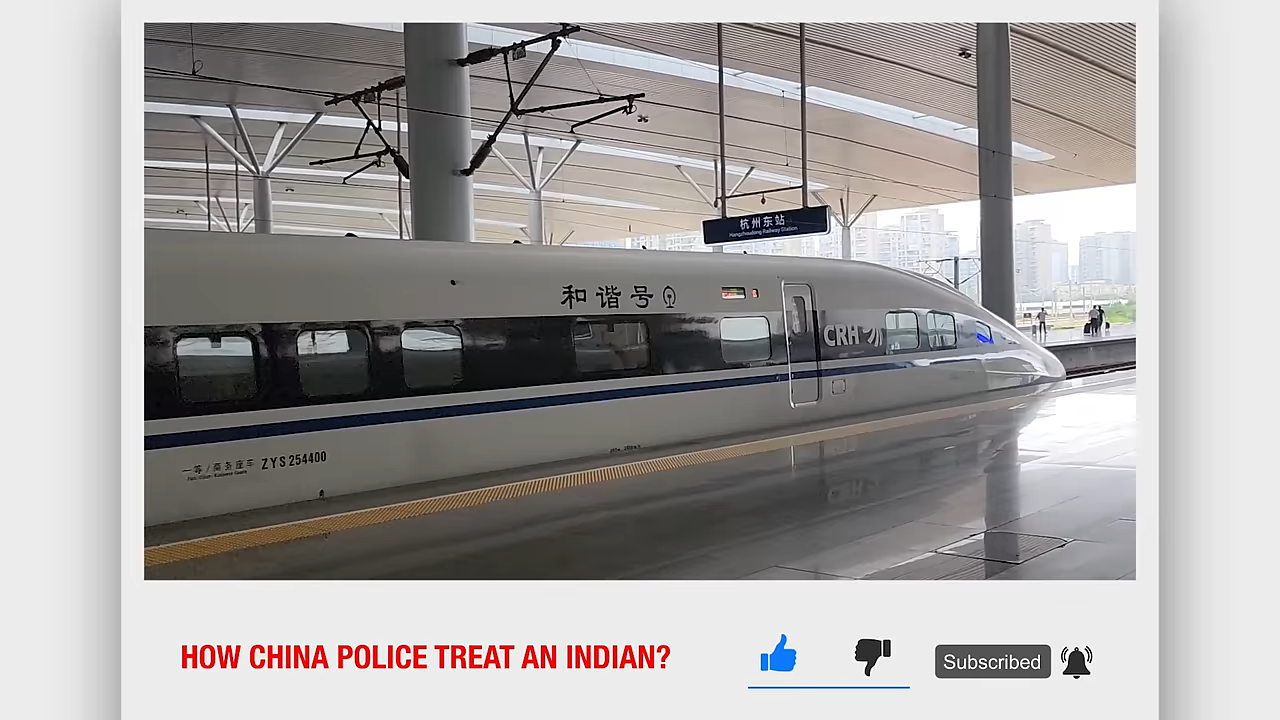 杭州东站
Hangzhoudong Railway Station
和谐号
CRH
一等/商务座车 ZYS 254400
HOW CHINA POLICE TREAT AN INDIAN?
Subscribed